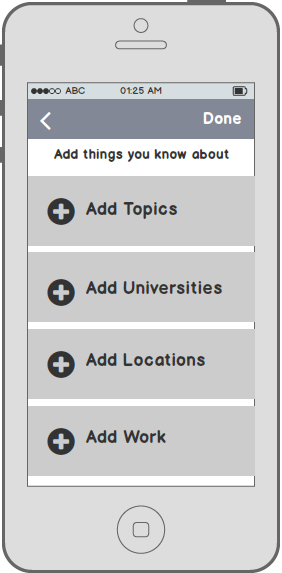 ABC 01:25 AM
Done
Add things you know about
Add Topics
Add Universities
Add Locations
Add Work